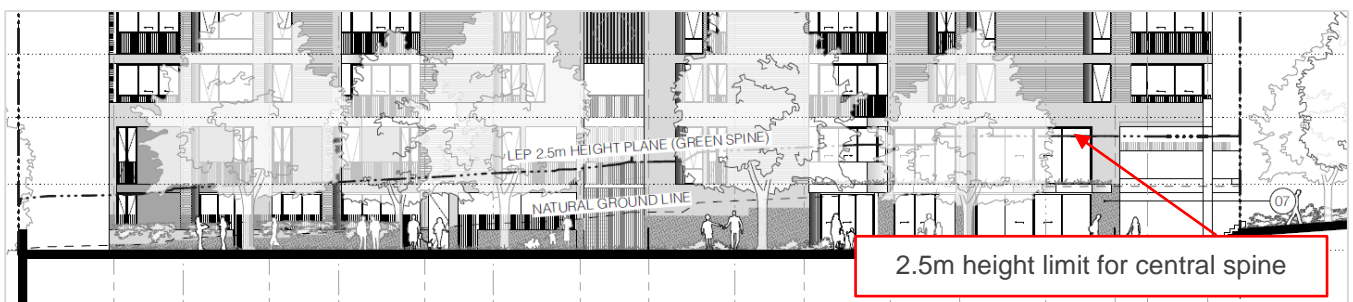 LEP 2.5m HEIGHT PLANE (GREEN SPINE)
NATURAL GROUND LINE
07
2.5m height limit for central spine